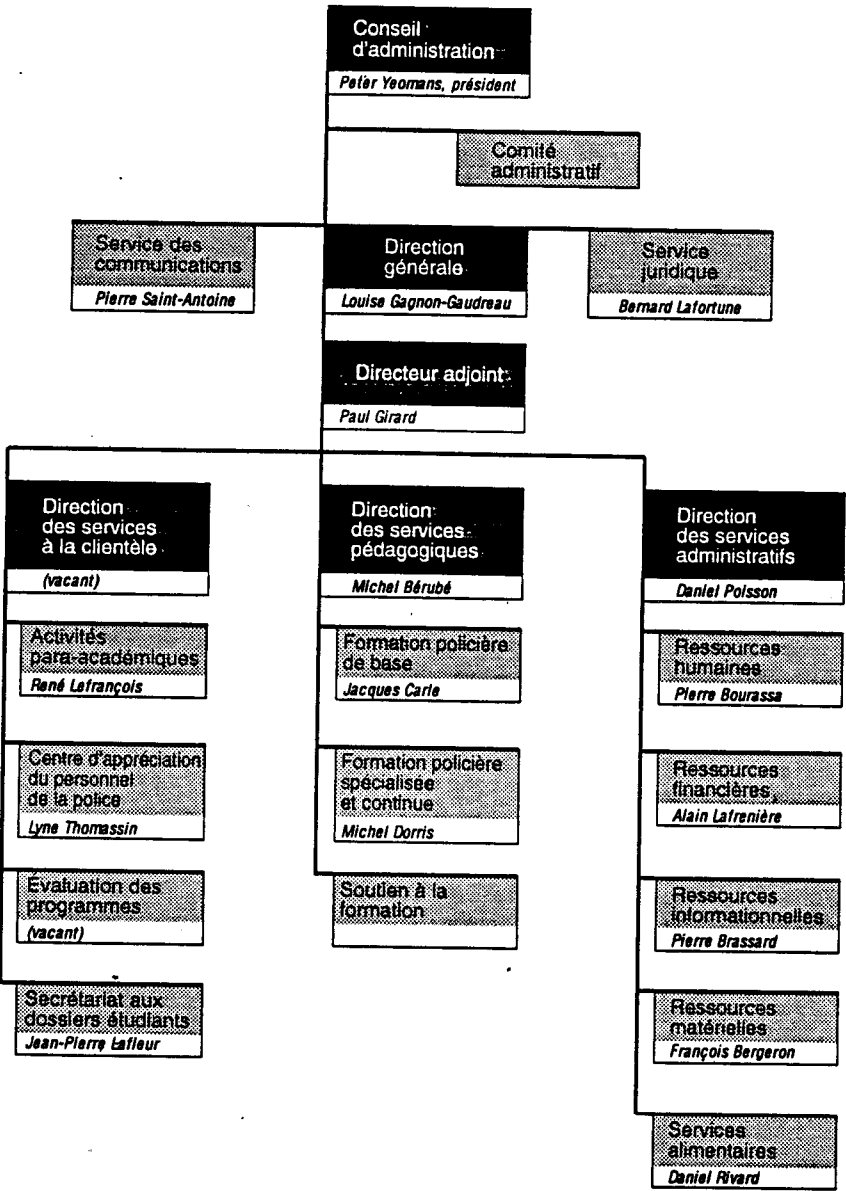 Conseil
d'administration
Peter Yeomans, président
Comité
administratif
Service des
communications
Pierre Saint-Antoine
Direction
générale
Louise Gagnon-Gaudreau
Service
juridique
Bernard Lafortune
Directeur adjoint
Paul Girard
Direction
des services
à la clientèle
(vacant)
Activités
para-académiques
René Lefrançois
Centre d'appréciation
du personnel
de la police
Lyne Thomassin
Évaluation des
programmes
(vacant)
Secrétariat aux
dossiers étudiants
Jean-Pierre Lafleur
Direction
des services
pédagogiques
Michel Bérubé
Formation policière
de base
Jacques Carle
Formation policière
spécialisée
et continue
Michel Dorris
Soutien à la
formation
Direction
des services
administratifs
Daniel Poisson
Ressources
humaines
Pierre Bourassa
Ressources
financières
Alain Lafrenière
Ressources
informationnelles
Pierre Brassard
Ressources
matérielles
François Bergeron
Services
alimentaires
Daniel Rivard